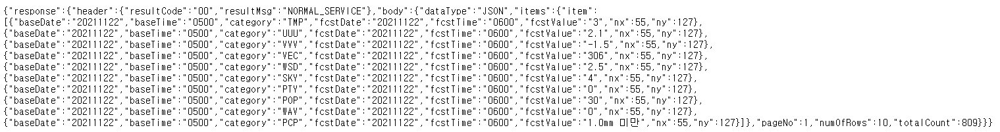 {"response":{"header":{"resultCode":"00","resultMsg":"NORMAL_SERVICE"},"body":{"dataType":"JSON","items":{"item":
[{"baseDate":"20211122","baseTime":"0500","category":"TMP","fcstDate":"20211122","fcstTime":"0600","fcstValue":"3","nx":55,"ny":127},
{"baseDate":"20211122","baseTime":"0500","category":"UUU","fcstDate":"20211122","fcstTime":"0600","fcstValue":"2.1","nx":55,"ny":127},
{"baseDate":"20211122","baseTime":"0500","category":"VVV","fcstDate":"20211122","fcstTime":"0600","fcstValue":"-1.5","nx":55,"ny":127},
{"baseDate":"20211122","baseTime":"0500","category":"VEC","fcstDate":"20211122","fcstTime":"0600","fcstValue":"306","nx":55,"ny":127},
{"baseDate":"20211122","baseTime":"0500","category":"WSD","fcstDate":"20211122","fcstTime":"0600","fcstValue":"2.5","nx":55,"ny":127},
{"baseDate":"20211122","baseTime":"0500","category":"SKY","fcstDate":"20211122","fcstTime":"0600","fcstValue":"4","nx":55,"ny":127},
{"baseDate":"20211122","baseTime":"0500","category":"PTY","fcstDate":"20211122","fcstTime":"0600","fcstValue":"0","nx":55,"ny":127},
{"baseDate":"20211122","baseTime":"0500","category":"POP","fcstDate":"20211122","fcstTime":"0600","fcstValue":"30","nx":55,"ny":127},
{"baseDate":"20211122","baseTime":"0500","category":"WAV","fcstDate":"20211122","fcstTime":"0600","fcstValue":"0","nx":55,"ny":127},
{"baseDate":"20211122","baseTime":"0500","category":"PCP","fcstDate":"20211122","fcstTime":"0600","fcstValue":"1.0mm 미만","nx":55,"ny":127}]},"pageNo":1,"numOfRows":10,"totalCount":809}}}